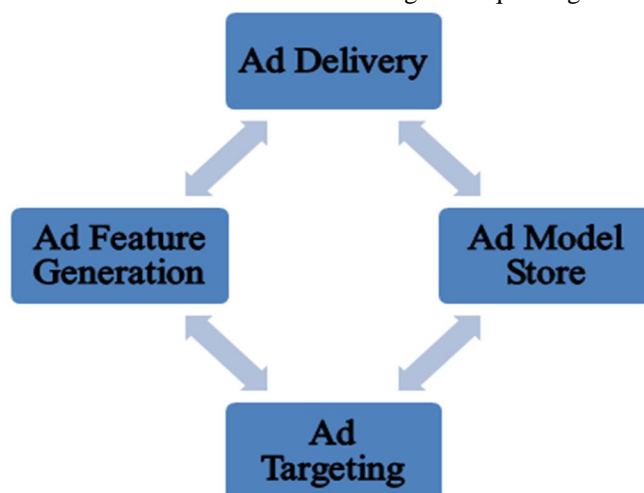 Ad Delivery
Ad Feature
Generation
Ad Model
Store
Ad
Targeting